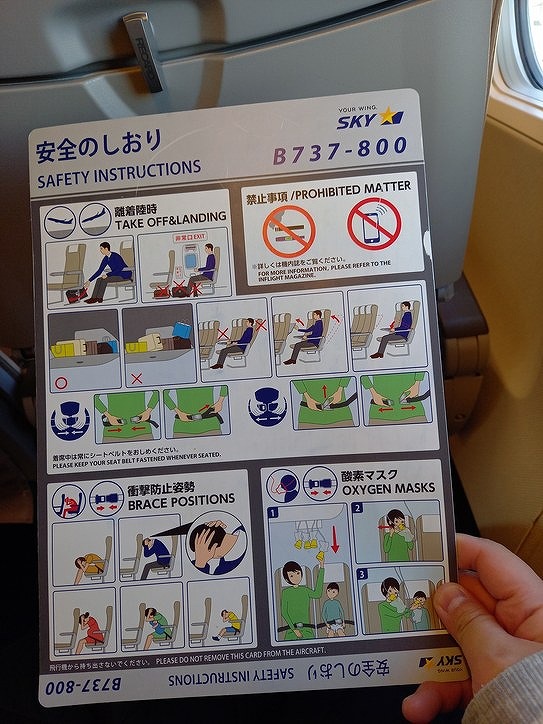 RECARO
YOUR WING.
SKY
安全のしおり
B737-800
SAFETY INSTRUCTIONS
離着陸時
TAKE OFF&LANDING
非常口 EXIT
禁止事項 /PROHIBITED MATTER
※詳しくは機内誌をご覧ください。
FOR MORE INFORMATION, PLEASE REFER TO THE
INFLIGHT MAGAZINE.
着席中は常にシートベルトをおしめください。
PLEASE KEEP YOUR SEAT BELT FASTENED WHENEVER SEATED.
衝撃防止姿勢
BRACE POSITIONS
酸素マスク
OXYGEN MASKS
1
2
3
飛行機から持ち出さないでください。 PLEASE DO NOT REMOVE THIS CARD FROM THE AIRCRAFT.
B737-800
SAFETY INSTRUCTIONS
安全のしおり
SKY